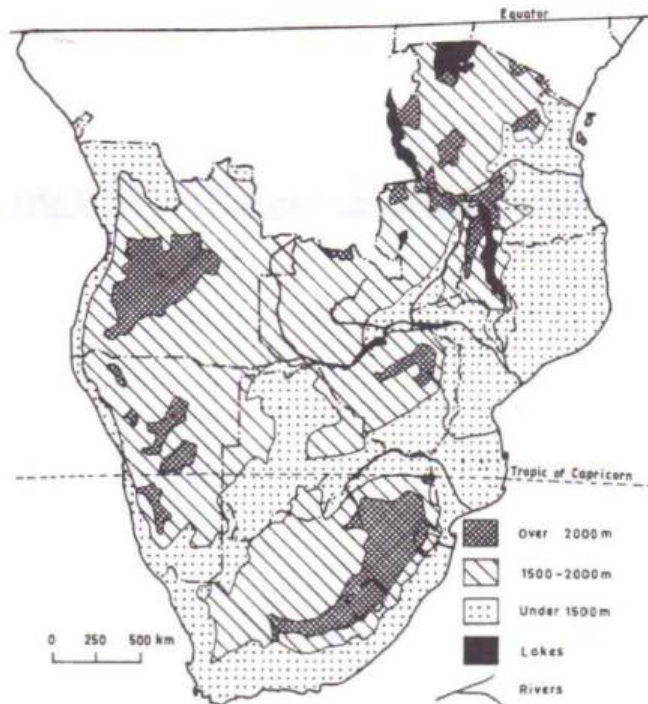 Equator
Tropic of Capricorn
Over 2000 m
1500-2000 m
Under 1500 m
Lakes
Rivers
0 250 500 km